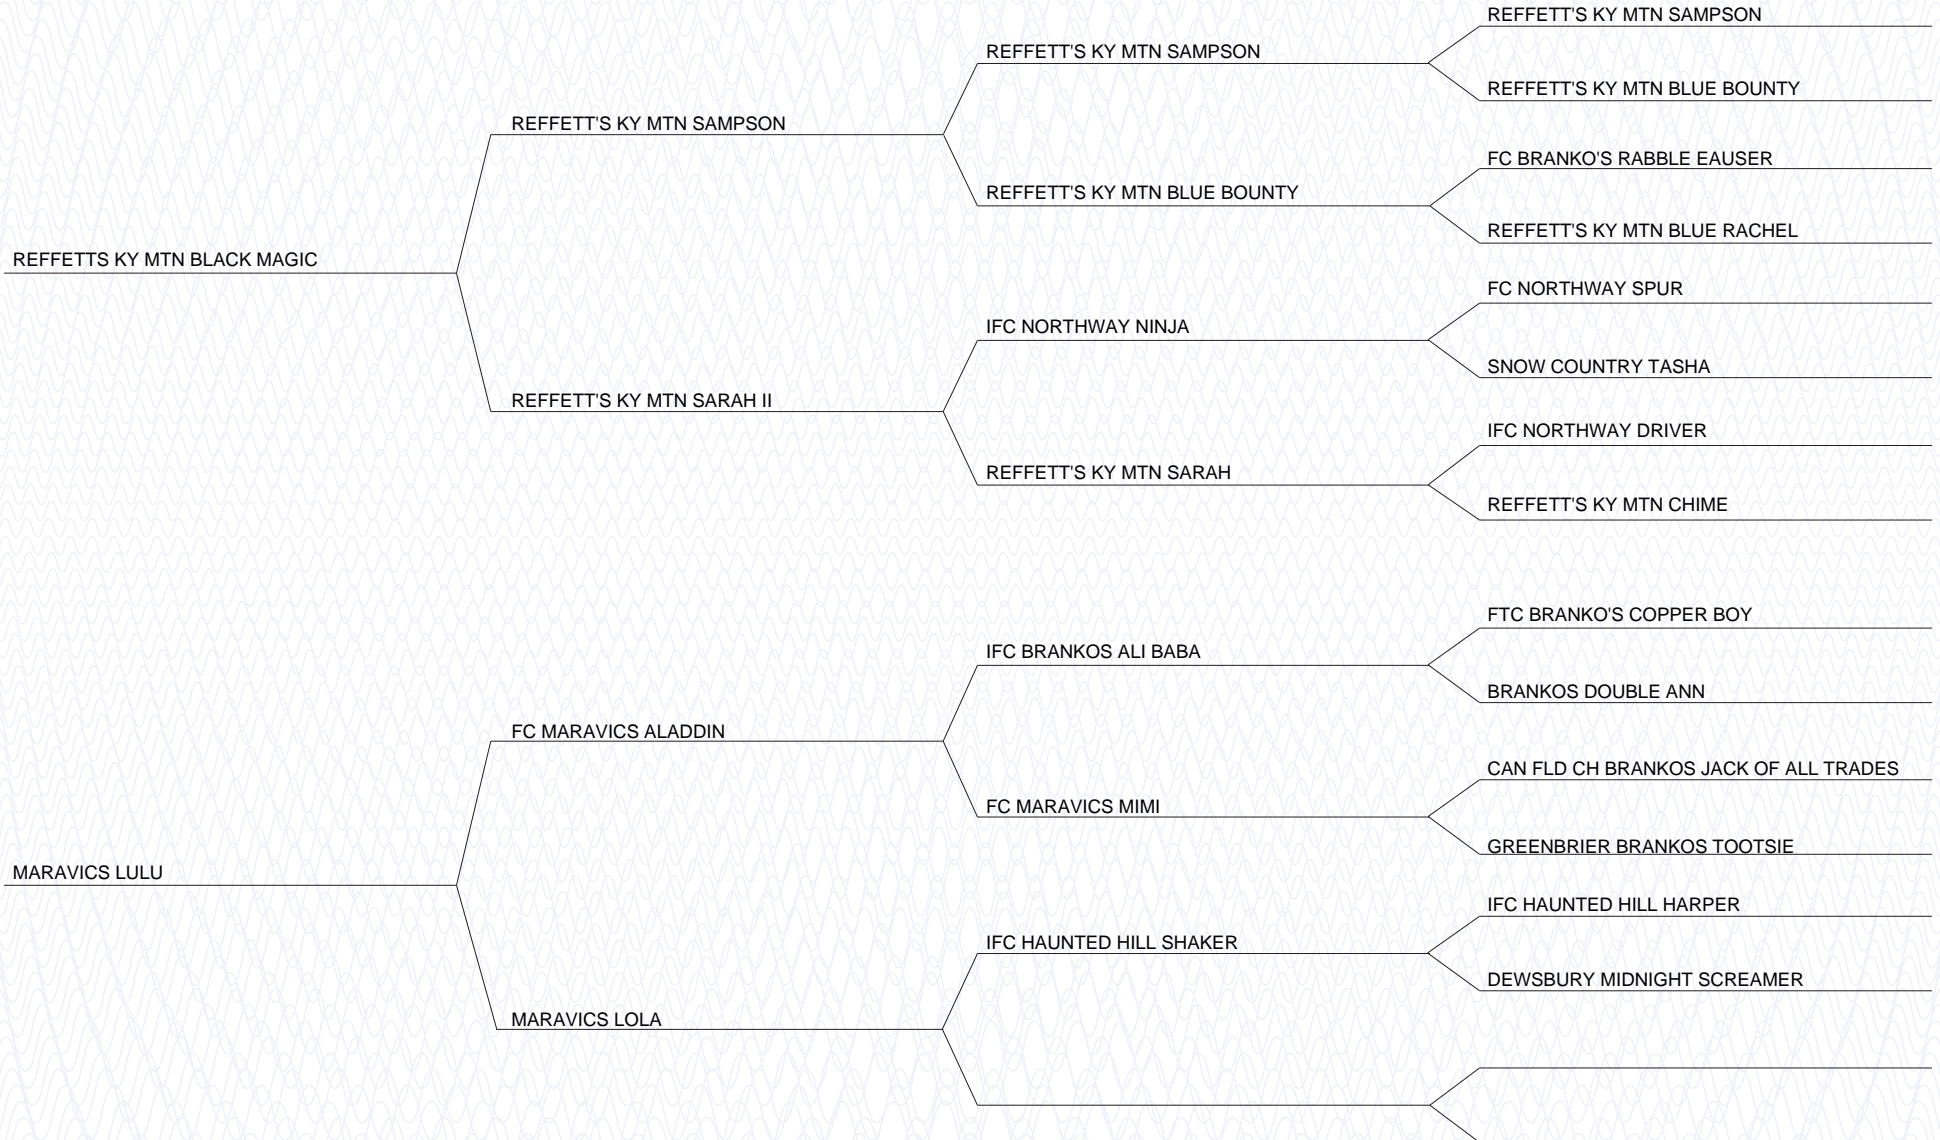 REFFETT'S KY MTN SAMPSON
REFFETT'S KY MTN SAMPSON
REFFETT'S KY MTN BLUE BOUNTY
REFFETT'S KY MTN SAMPSON
FC BRANKO'S RABBLE EAUSER
REFFETT'S KY MTN BLUE BOUNTY
REFFETT'S KY MTN BLUE RACHEL
REFFETTS KY MTN BLACK MAGIC
FC NORTHWAY SPUR
IFC NORTHWAY NINJA
SNOW COUNTRY TASHA
REFFETT'S KY MTN SARAH II
IFC NORTHWAY DRIVER
REFFETT'S KY MTN SARAH
REFFETT'S KY MTN CHIME
FTC BRANKO'S COPPER BOY
IFC BRANKOS ALI BABA
BRANKOS DOUBLE ANN
FC MARAVICS ALADDIN
CAN FLD CH BRANKOS JACK OF ALL TRADES
FC MARAVICS MIMI
GREENBRIER BRANKOS TOOTSIE
MARAVICS LULU
IFC HAUNTED HILL HARPER
IFC HAUNTED HILL SHAKER
DEWSBURY MIDNIGHT SCREAMER
MARAVICS LOLA